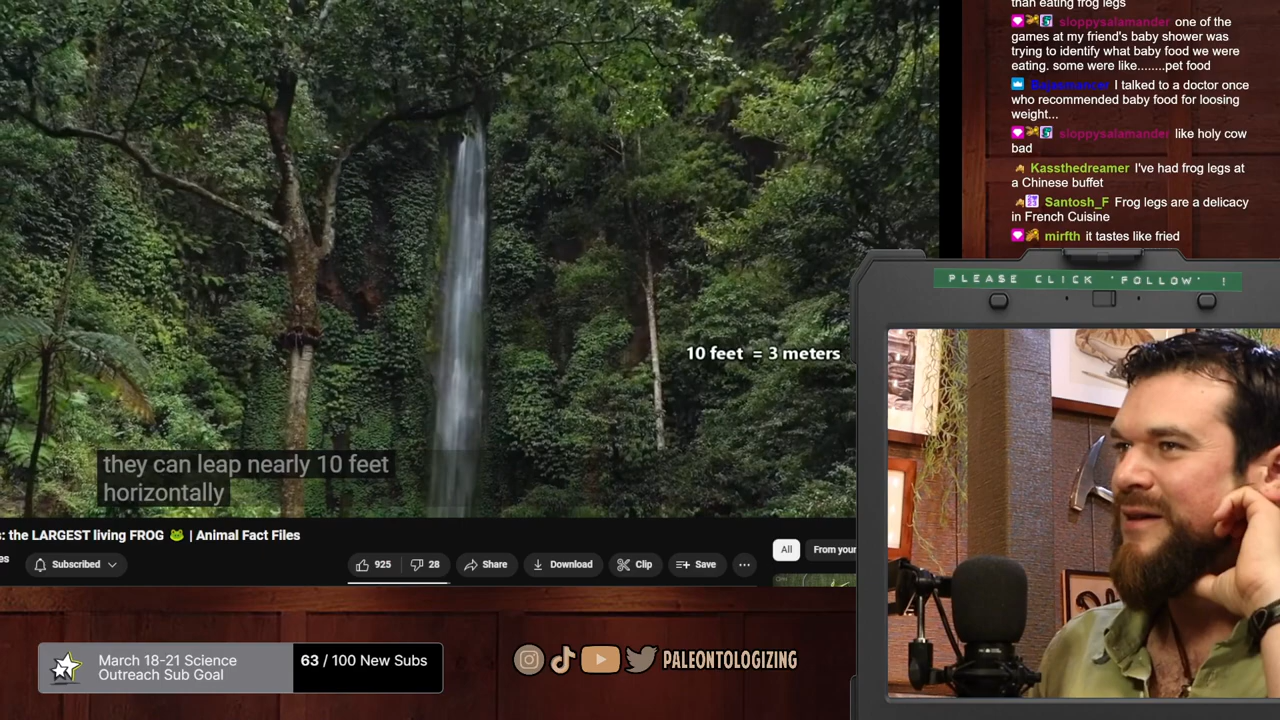 than eating frog legs
sloppysalamander one of the
games at my friend's baby shower was
trying to identify what baby food we were
eating. some were like........pet food
I talked to a doctor once
who recommended baby food for loosing
weight...
sloppysalamander like holy cow
bad
Kassthedreamer I've had frog legs at
a Chinese buffet
Santosh_F Frog legs are a delicacy
in French Cuisine
mirfth it tastes like fried
PLEASE CLICK 'FOLLOW' !
10 feet = 3 meters
they can leap nearly 10 feet
horizontally
: the LARGEST living FROG 🐸 | Animal Fact Files
Subscribed
925
28
Share
Download
Clip
Save
All
From your
March 18-21 Science
Outreach Sub Goal
63 / 100 New Subs
PALEONTOLOGIZING